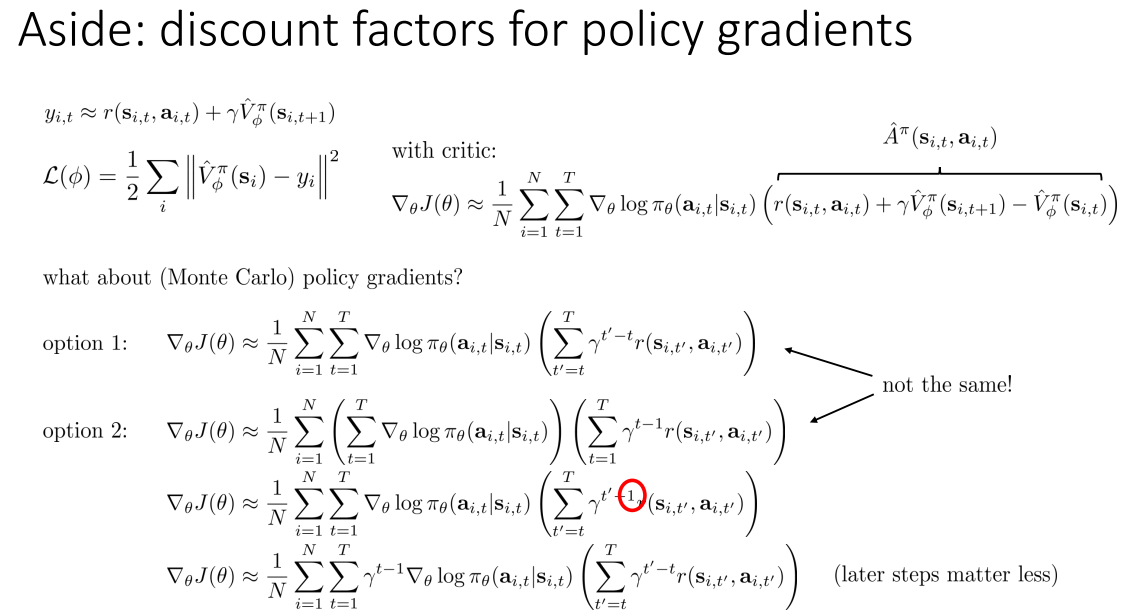 Aside: discount factors for policy gradients
$y_{i,t} \approx r(\mathbf{s}_{i,t}, \mathbf{a}_{i,t}) + \gamma \hat{V}^{\pi}_{\phi}(\mathbf{s}_{i,t+1})$
$\mathcal{L}(\phi) = \frac{1}{2} \sum_{i} \left\| \hat{V}^{\pi}_{\phi}(\mathbf{s}_i) - y_i \right\|^2$
with critic:
$\hat{A}^{\pi}(\mathbf{s}_{i,t}, \mathbf{a}_{i,t})$
$\nabla_\theta J(\theta) \approx \frac{1}{N} \sum_{i=1}^{N} \sum_{t=1}^{T} \nabla_\theta \log \pi_\theta(\mathbf{a}_{i,t}|\mathbf{s}_{i,t}) \left( r(\mathbf{s}_{i,t}, \mathbf{a}_{i,t}) + \gamma \hat{V}^{\pi}_{\phi}(\mathbf{s}_{i,t+1}) - \hat{V}^{\pi}_{\phi}(\mathbf{s}_{i,t}) \right)$
what about (Monte Carlo) policy gradients?
option 1: $\nabla_\theta J(\theta) \approx \frac{1}{N} \sum_{i=1}^{N} \sum_{t=1}^{T} \nabla_\theta \log \pi_\theta(\mathbf{a}_{i,t}|\mathbf{s}_{i,t}) \left( \sum_{t'=t}^{T} \gamma^{t'-t} r(\mathbf{s}_{i,t'}, \mathbf{a}_{i,t'}) \right)$
not the same!
option 2: $\nabla_\theta J(\theta) \approx \frac{1}{N} \sum_{i=1}^{N} \left( \sum_{t=1}^{T} \nabla_\theta \log \pi_\theta(\mathbf{a}_{i,t}|\mathbf{s}_{i,t}) \right) \left( \sum_{t=1}^{T} \gamma^{t-1} r(\mathbf{s}_{i,t'}, \mathbf{a}_{i,t'}) \right)$
$\nabla_\theta J(\theta) \approx \frac{1}{N} \sum_{i=1}^{N} \sum_{t=1}^{T} \nabla_\theta \log \pi_\theta(\mathbf{a}_{i,t}|\mathbf{s}_{i,t}) \left( \sum_{t'=t}^{T} \gamma^{t'-1} r(\mathbf{s}_{i,t'}, \mathbf{a}_{i,t'}) \right)$
$\nabla_\theta J(\theta) \approx \frac{1}{N} \sum_{i=1}^{N} \sum_{t=1}^{T} \gamma^{t-1} \nabla_\theta \log \pi_\theta(\mathbf{a}_{i,t}|\mathbf{s}_{i,t}) \left( \sum_{t'=t}^{T} \gamma^{t'-t} r(\mathbf{s}_{i,t'}, \mathbf{a}_{i,t'}) \right)$ (later steps matter less)